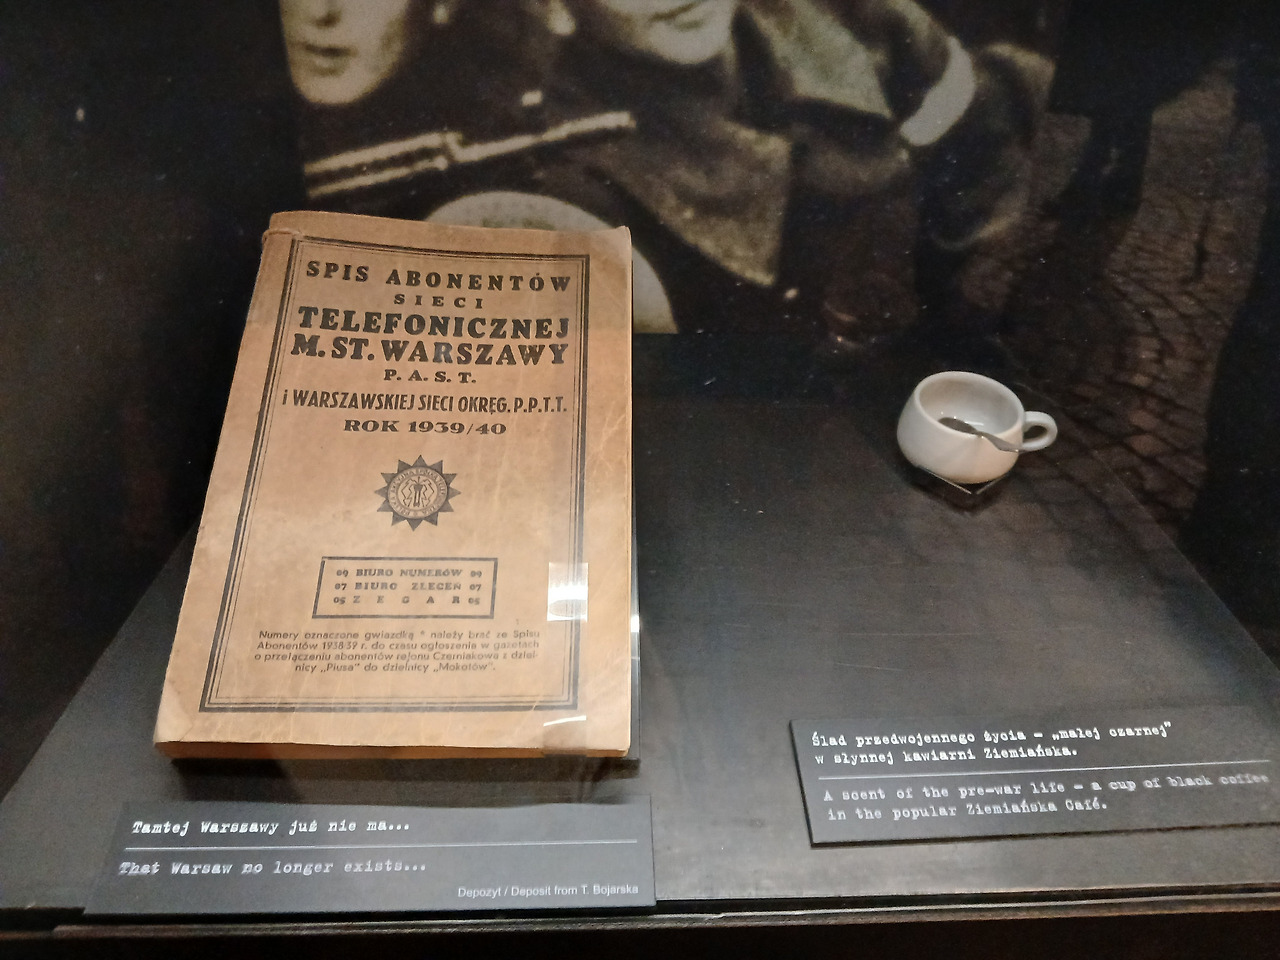 SPIS ABONENTÓW
SIECI
TELEFONICZNEJ
M. ST. WARSZAWY
P. A. S. T.
i WARSZAWSKIEJ SIECI OKRĘG. P.P.T.T.
ROK 1939/40
09 BIURO NUMERÓW 09
07 BIURO ZLECEŃ 07
05 ZEGAR 05
Numery oznaczone gwiazdką * należy brać ze Spisu
Abonentów 1938-39 r. do czasu ogłoszenia w gazetach
o przełączeniu abonentów rejonu Czerniakowa z dziel-
nicy „Piusa” do dzielnicy „Mokotów”.
Tamtej Warszawy już nie ma...
That Warsaw no longer exists...
Depozyt / Deposit from T. Bojarska
Ślad przedwojennego życia – „małej czarnej”
w słynnej kawiarni Ziemiańska.
A scent of the pre-war life – a cup of black coffee
in the popular Ziemiańska Café.